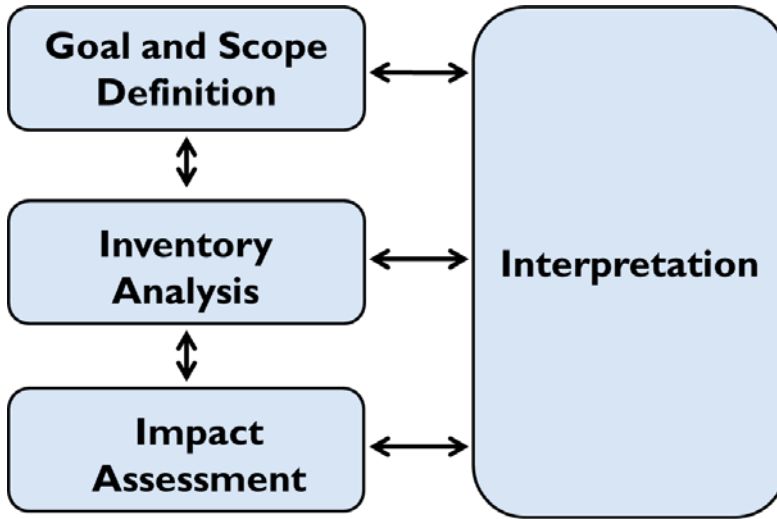 Goal and Scope
Definition
Inventory
Analysis
Interpretation
Impact
Assessment